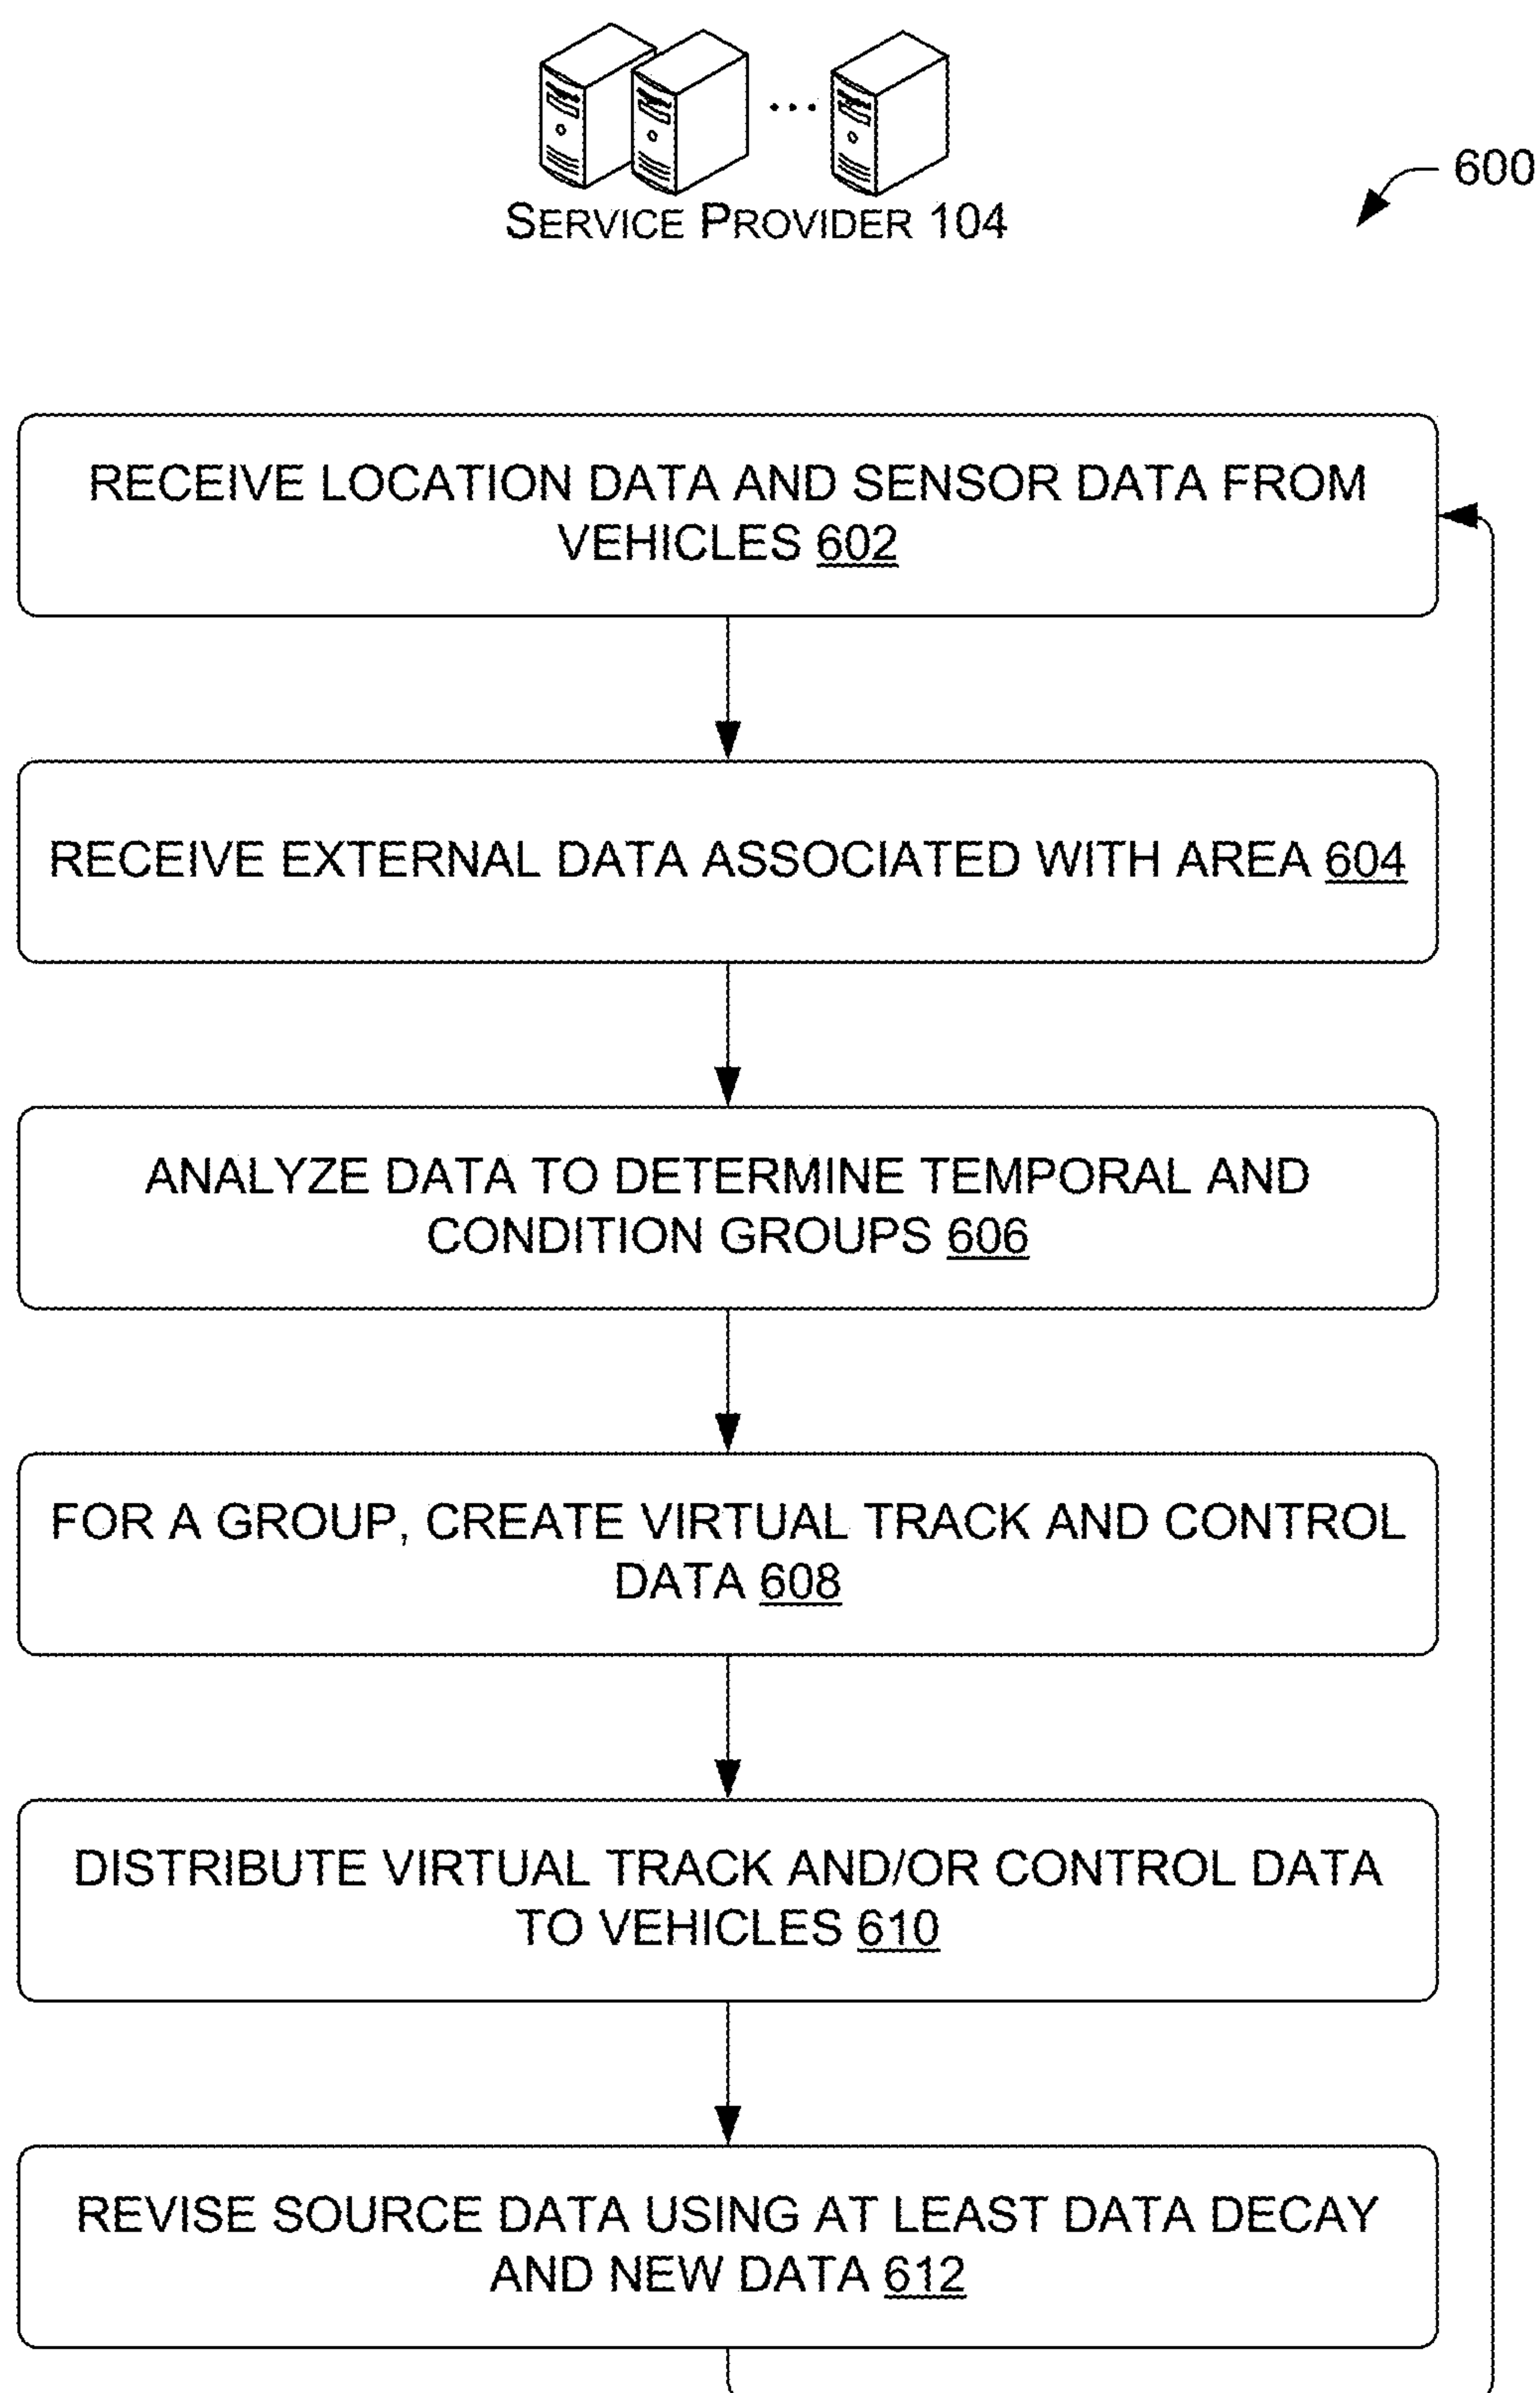 SERVICE PROVIDER 104
600
RECEIVE LOCATION DATA AND SENSOR DATA FROM
VEHICLES 602
RECEIVE EXTERNAL DATA ASSOCIATED WITH AREA 604
ANALYZE DATA TO DETERMINE TEMPORAL AND
CONDITION GROUPS 606
FOR A GROUP, CREATE VIRTUAL TRACK AND CONTROL
DATA 608
DISTRIBUTE VIRTUAL TRACK AND/OR CONTROL DATA
TO VEHICLES 610
REVISE SOURCE DATA USING AT LEAST DATA DECAY
AND NEW DATA 612